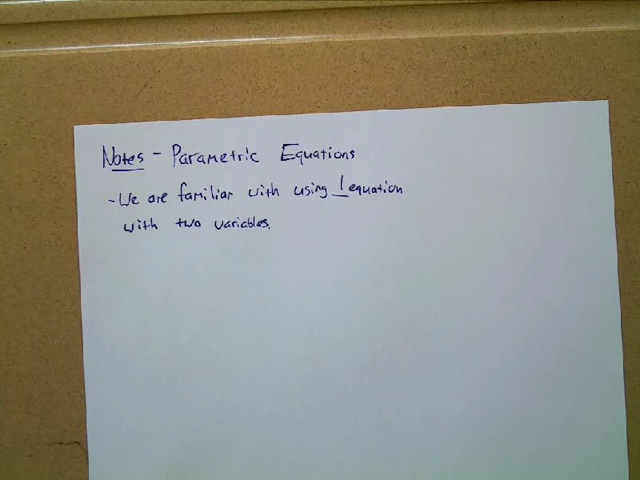 Notes - Parametric Equations
- We are familiar with using 1 equation
with two variables.